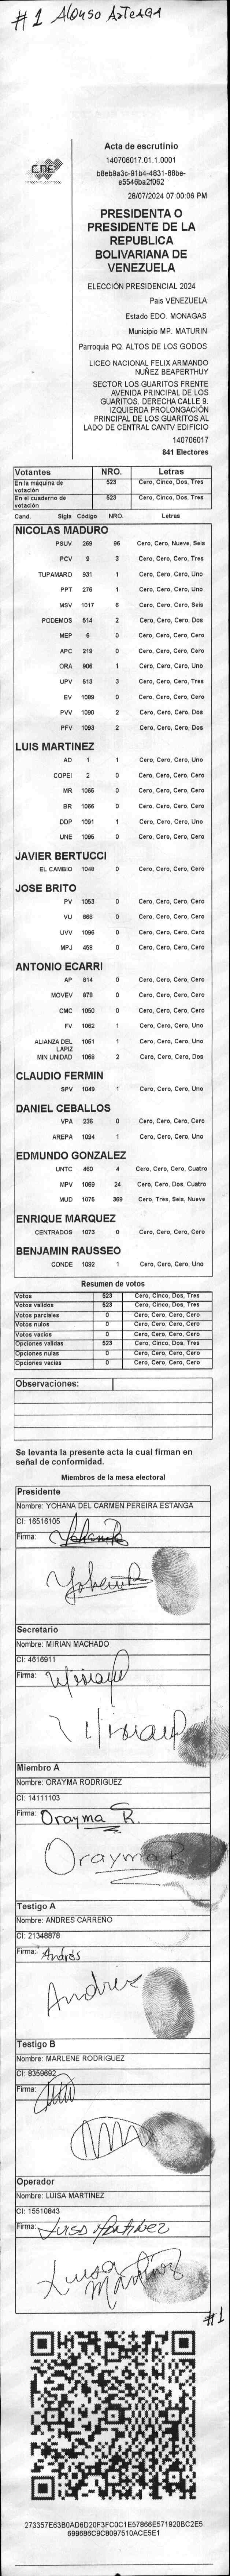 #1 Alonso Arteaga
CNE
Acta de escrutinio
140706017.01.1.0001
b8eb9a3c-91b4-4831-88be-
e5546ba2f062
28/07/2024 07:00:06 PM
PRESIDENTA O
PRESIDENTE DE LA
REPUBLICA
BOLIVARIANA DE
VENEZUELA
ELECCIÓN PRESIDENCIAL 2024
Pais VENEZUELA
Estado EDO. MONAGAS
Municipio MP. MATURIN
Parroquia PQ. ALTOS DE LOS GODOS
LICEO NACIONAL FELIX ARMANDO
NUÑEZ BEAPERTHUY
SECTOR LOS GUARITOS FRENTE
AVENIDA PRINCIPAL DE LOS
GUARITOS. DERECHA CALLE 9.
IZQUIERDA PROLONGACIÓN
PRINCIPAL DE LOS GUARITOS AL
LADO DE CENTRAL CANTV EDIFICIO
140706017
841 Electores
Votantes NRO. Letras
En la máquina de votación 523 Cero, Cinco, Dos, Tres
En el cuaderno de votación 523 Cero, Cinco, Dos, Tres
Cand. Sigla Código NRO. Letras
NICOLAS MADURO
PSUV 269 96 Cero, Cero, Nueve, Seis
PCV 9 3 Cero, Cero, Cero, Tres
TUPAMARO 931 1 Cero, Cero, Cero, Uno
PPT 276 1 Cero, Cero, Cero, Uno
MSV 1017 6 Cero, Cero, Cero, Seis
PODEMOS 514 2 Cero, Cero, Cero, Dos
MEP 6 0 Cero, Cero, Cero, Cero
APC 219 0 Cero, Cero, Cero, Cero
ORA 906 1 Cero, Cero, Cero, Uno
UPV 513 3 Cero, Cero, Cero, Tres
EV 1089 0 Cero, Cero, Cero, Cero
PVV 1090 2 Cero, Cero, Cero, Dos
PFV 1093 2 Cero, Cero, Cero, Dos
LUIS MARTINEZ
AD 1 1 Cero, Cero, Cero, Uno
COPEI 2 0 Cero, Cero, Cero, Cero
MR 1065 0 Cero, Cero, Cero, Cero
BR 1066 0 Cero, Cero, Cero, Cero
DDP 1091 1 Cero, Cero, Cero, Uno
UNE 1095 0 Cero, Cero, Cero, Cero
JAVIER BERTUCCI
EL CAMBIO 1048 0 Cero, Cero, Cero, Cero
JOSE BRITO
PV 1053 0 Cero, Cero, Cero, Cero
VU 868 0 Cero, Cero, Cero, Cero
UVV 1096 0 Cero, Cero, Cero, Cero
MPJ 458 0 Cero, Cero, Cero, Cero
ANTONIO ECARRI
AP 814 0 Cero, Cero, Cero, Cero
MOVEV 878 0 Cero, Cero, Cero, Cero
CMC 1050 0 Cero, Cero, Cero, Cero
FV 1062 1 Cero, Cero, Cero, Uno
ALIANZA DEL LAPIZ 1061 1 Cero, Cero, Cero, Uno
MIN UNIDAD 1068 2 Cero, Cero, Cero, Dos
CLAUDIO FERMIN
SPV 1049 1 Cero, Cero, Cero, Uno
DANIEL CEBALLOS
VPA 236 0 Cero, Cero, Cero, Cero
AREPA 1094 1 Cero, Cero, Cero, Uno
EDMUNDO GONZALEZ
UNTC 460 4 Cero, Cero, Cero, Cuatro
MPV 1069 24 Cero, Cero, Dos, Cuatro
MUD 1075 369 Cero, Tres, Seis, Nueve
ENRIQUE MARQUEZ
CENTRADOS 1073 0 Cero, Cero, Cero, Cero
BENJAMIN RAUSSEO
CONDE 1092 1 Cero, Cero, Cero, Uno
Resumen de votos
Votos 523 Cero, Cinco, Dos, Tres
Votos validos 523 Cero, Cinco, Dos, Tres
Votos parciales 0 Cero, Cero, Cero, Cero
Votos nulos 0 Cero, Cero, Cero, Cero
Votos vacios 0 Cero, Cero, Cero, Cero
Opciones validas 523 Cero, Cinco, Dos, Tres
Opciones nulas 0 Cero, Cero, Cero, Cero
Opciones vacias 0 Cero, Cero, Cero, Cero
Observaciones:
Se levanta la presente acta la cual firman en
señal de conformidad.
Miembros de la mesa electoral
Presidente
Nombre: YOHANA DEL CARMEN PEREIRA ESTANGA
CI: 16516105
Firma:
Secretario
Nombre: MIRIAN MACHADO
CI: 4616911
Firma:
Miembro A
Nombre: ORAYMA RODRIGUEZ
CI: 14111103
Firma: Orayma R.
Orayma R
Testigo A
Nombre: ANDRES CARREÑO
CI: 21348878
Firma: Andrés
Andrés
Testigo B
Nombre: MARLENE RODRIGUEZ
CI: 8359692
Firma:
Operador
Nombre: LUISA MARTINEZ
CI: 15510843
Firma: Luisa Martinez
Luisa Martinez
#1
273357E63B0AD6D20F3FC0C1E57866E571920BC2E5
699686C9C8097510ACE5E1